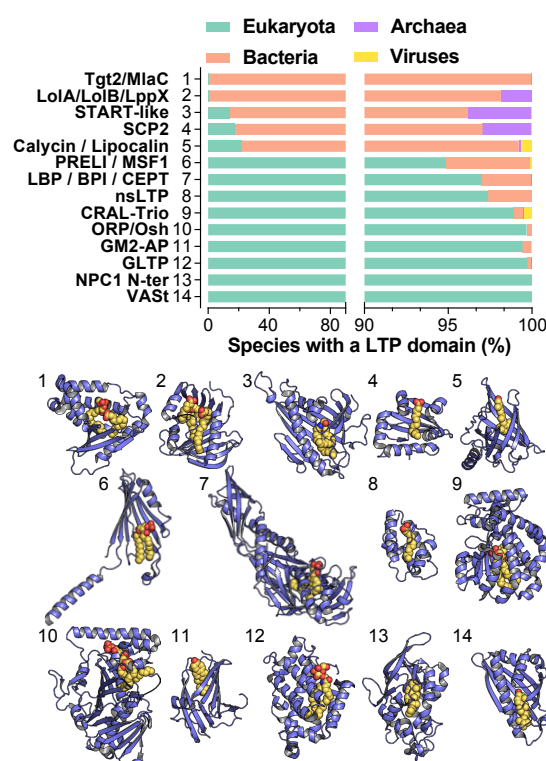 Eukaryota Archaea
Bacteria Viruses
Tgt2/MlaC 1
LolA/LolB/LppX 2
START-like 3
SCP2 4
Calycin / Lipocalin 5
PRELI / MSF1 6
LBP / BPI / CEPT 7
nsLTP 8
CRAL-Trio 9
ORP/Osh 10
GM2-AP 11
GLTP 12
NPC1 N-ter 13
VASt 14
0 40 80 90 95 100
Species with a LTP domain (%)
1 2 3 4 5
6 7 8 9
10 11 12 13 14